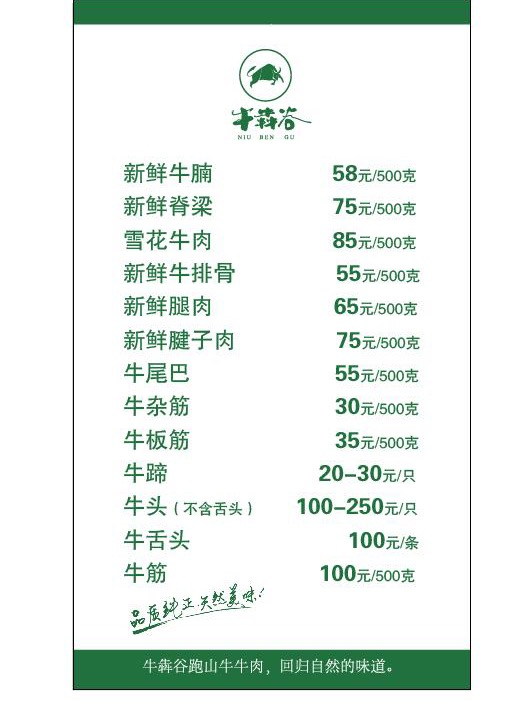 牛犇谷
NIU BEN GU
新鲜牛腩 58元/500克
新鲜脊梁 75元/500克
雪花牛肉 85元/500克
新鲜牛排骨 55元/500克
新鲜腿肉 65元/500克
新鲜腱子肉 75元/500克
牛尾巴 55元/500克
牛杂筋 30元/500克
牛板筋 35元/500克
牛蹄 20-30元/只
牛头（不含舌头） 100-250元/只
牛舌头 100元/条
牛筋 100元/500克
品质纯正天然美味！
牛犇谷跑山牛牛肉，回归自然的味道。